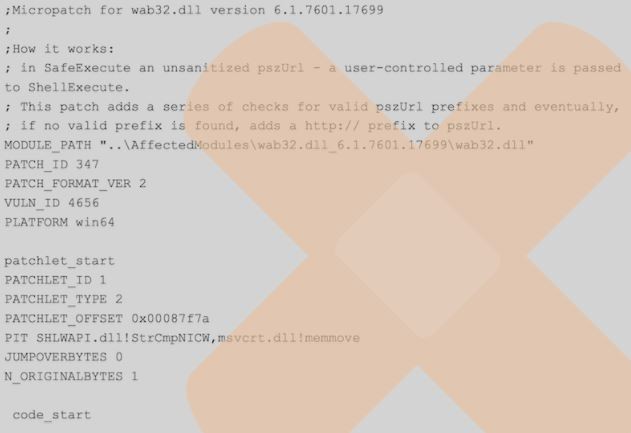 ;Micropatch for wab32.dll version 6.1.7601.17699
;
;How it works:
; in SafeExecute an unsanitized pszUrl - a user-controlled parameter is passed
to ShellExecute.
; This patch adds a series of checks for valid pszUrl prefixes and eventually,
; if no valid prefix is found, adds a http:// prefix to pszUrl.
MODULE_PATH "..\AffectedModules\wab32.dll_6.1.7601.17699\wab32.dll"
PATCH_ID 347
PATCH_FORMAT_VER 2
VULN_ID 4656
PLATFORM win64

patchlet_start
PATCHLET_ID 1
PATCHLET_TYPE 2
PATCHLET_OFFSET 0x00087f7a
PIT SHLWAPI.dll!StrCmpNICW,msvcrt.dll!memmove
JUMPOVERBYTES 0
N_ORIGINALBYTES 1

code_start